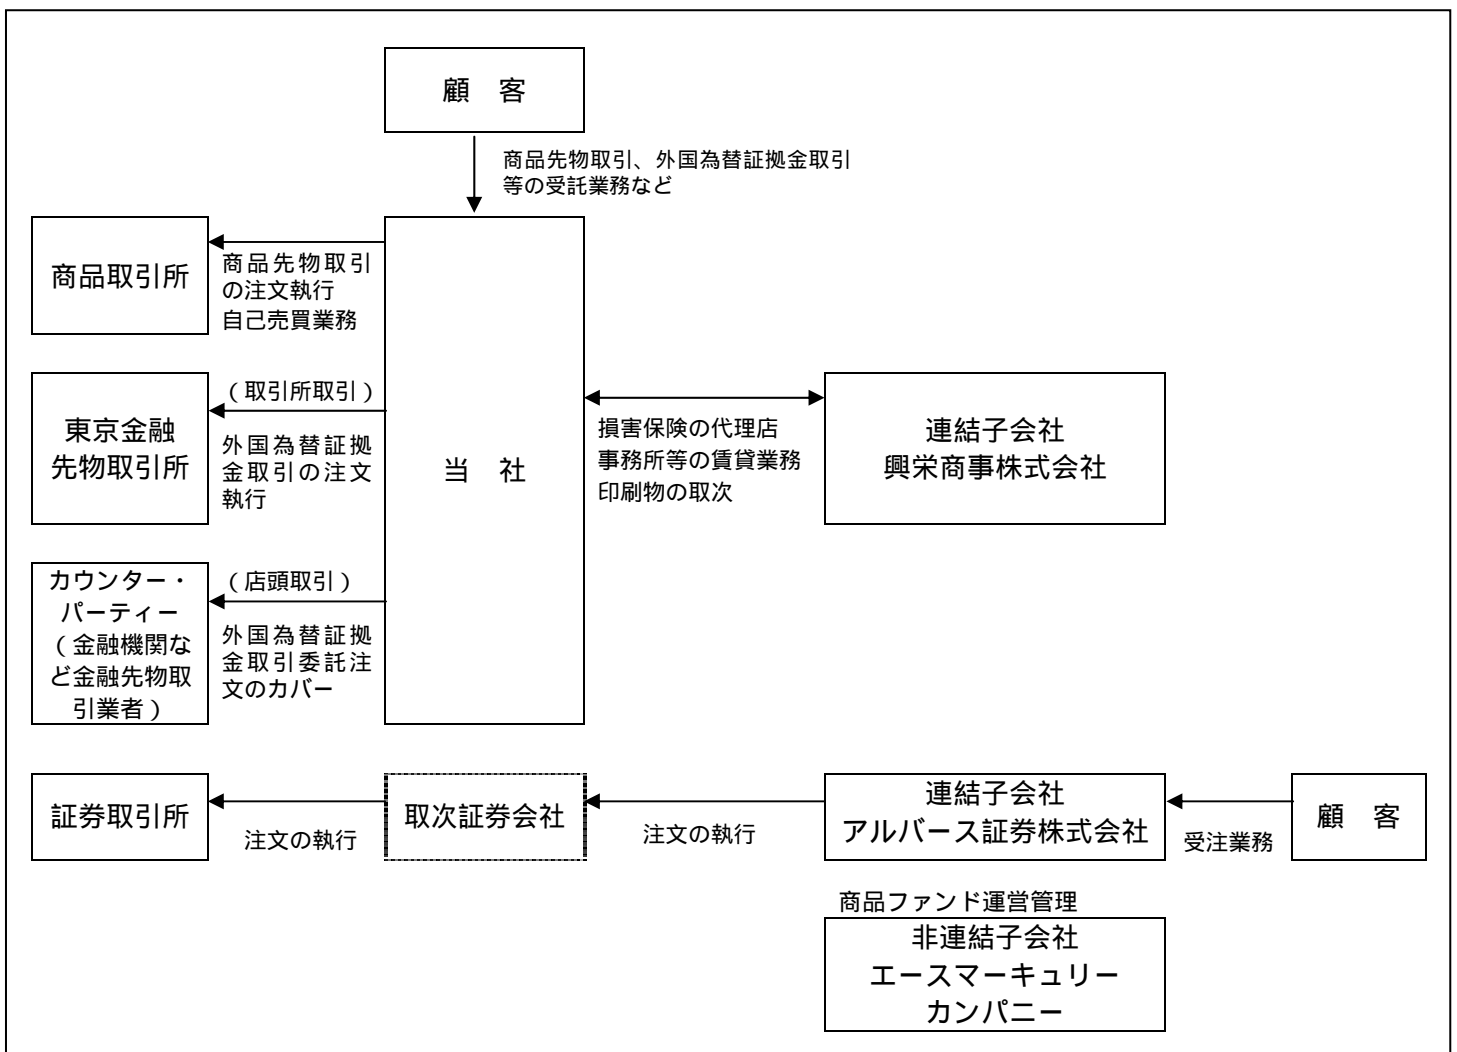 顧　客
商品先物取引、外国為替証拠金取引
等の受託業務など
商品取引所
商品先物取引
の注文執行
自己売買業務
東京金融
先物取引所
（取引所取引）
外国為替証拠
金取引の注文
執行
当　社
損害保険の代理店
事務所等の賃貸業務
印刷物の取次
連結子会社
興栄商事株式会社
カウンター・
パーティー
（金融機関な
ど金融先物取
引業者）
（店頭取引）
外国為替証拠
金取引委託注
文のカバー
証券取引所
注文の執行
取次証券会社
注文の執行
連結子会社
アルバース証券株式会社
受注業務
顧　客
商品ファンド運営管理
非連結子会社
エースマーキュリー
カンパニー